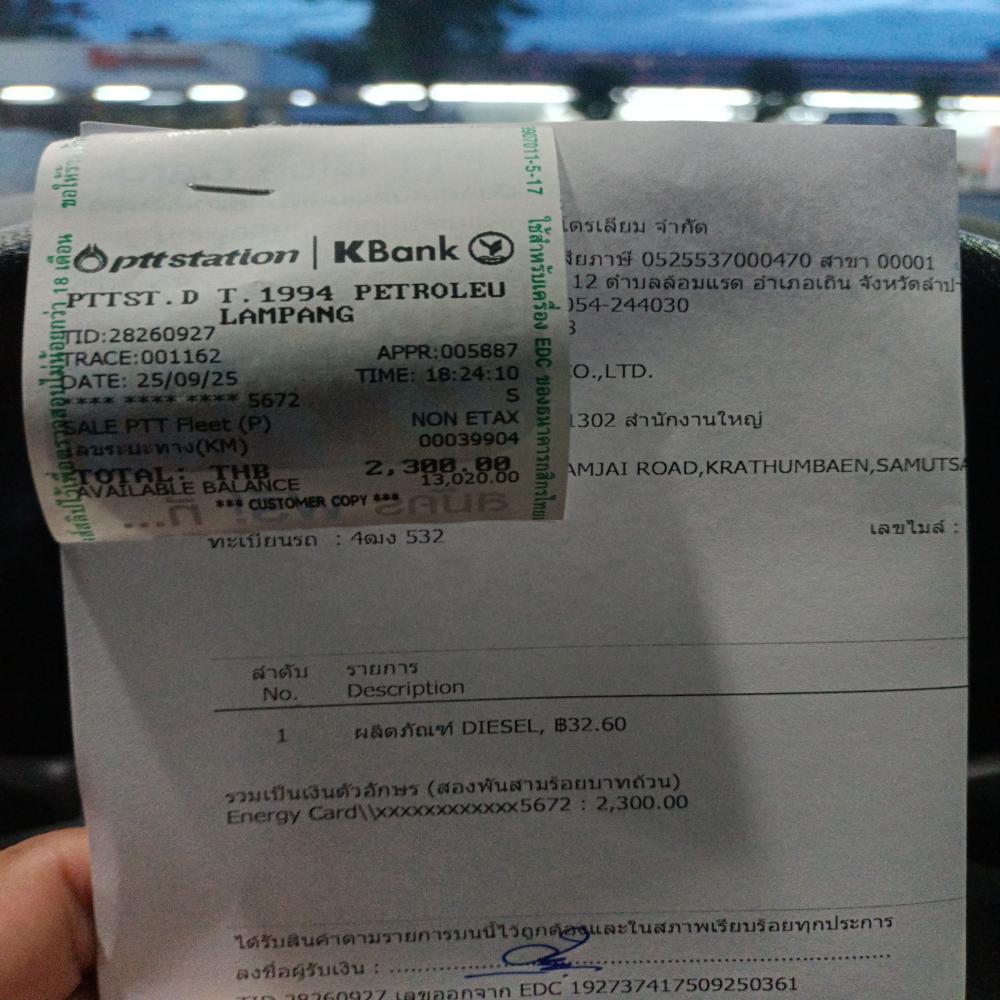 pttstation | KBank
PTTST.D T.1994 PETROLEU
LAMPANG
TID:28260927
TRACE:001162 APPR:005887
DATE: 25/09/25 TIME: 18:24:10
**** **** **** 5672 S
SALE PTT Fleet (P) NON ETAX
เลขระยะทาง(KM) 00039904
TOTAL: THB 2,300.00
AVAILABLE BALANCE 13,020.00
*** CUSTOMER COPY ***
ใช้สำหรับเครื่อง EDC ของธนาคารกสิกรไทย
โตรเลียม จำกัด
สียภาษี 0525537000470 สาขา 00001
12 ตำบลล้อมแรด อำเภอเถิน จังหวัดลำป
054-244030
O.,LTD.
1302 สำนักงานใหญ่
AMJAI ROAD,KRATHUMBAEN,SAMUTSA
ทะเบียนรถ : 4ฒง 532 เลขไมล์ :
ลำดับ รายการ
No. Description
1 ผลิตภัณฑ์ DIESEL, ฿32.60
รวมเป็นเงินตัวอักษร (สองพันสามร้อยบาทถ้วน)
Energy Card\\xxxxxxxxxxxx5672 : 2,300.00
ได้รับสินค้าตามรายการบนนี้ไว้ถูกต้องและในสภาพเรียบร้อยทุกประการ
ลงชื่อผู้รับเงิน :
TID 28260927 เลขออกจาก EDC 192737417509250361